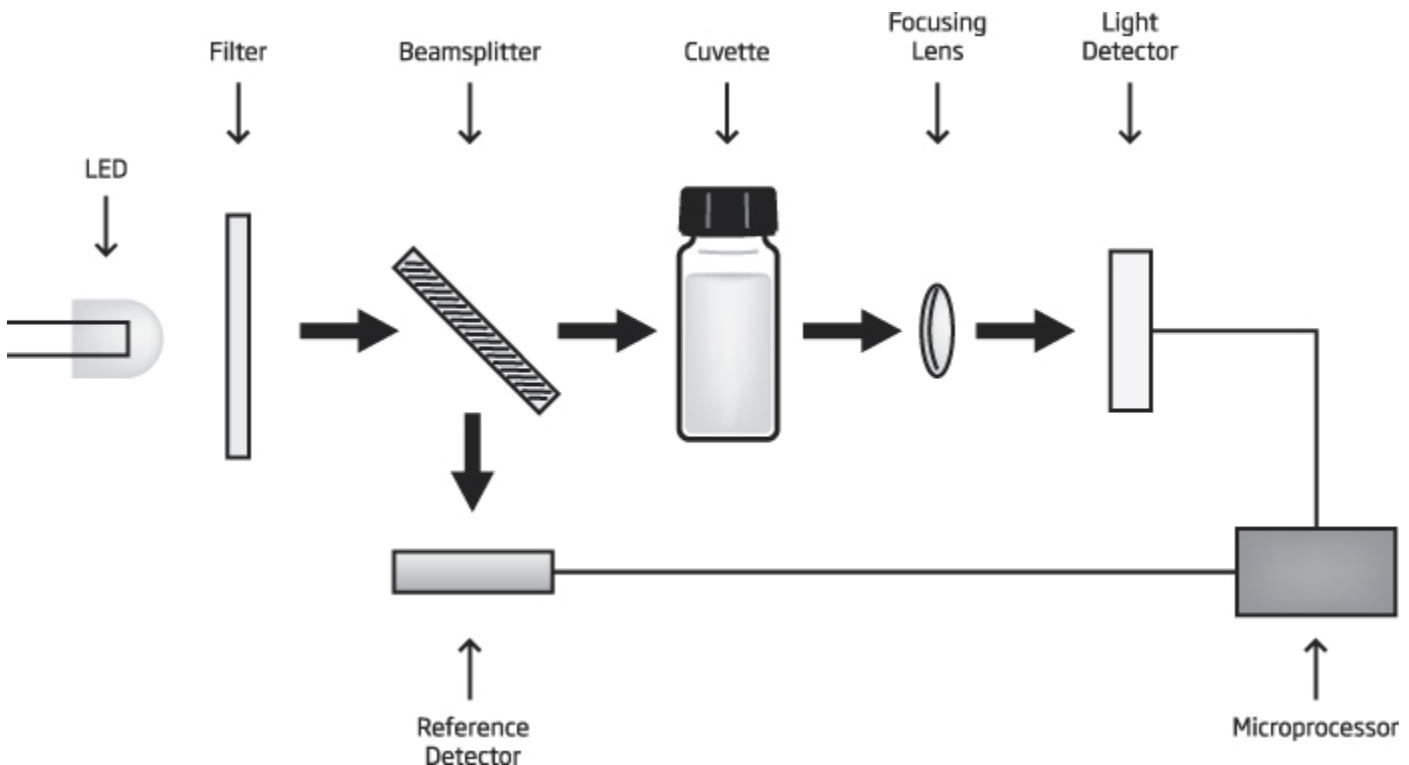 Focusing
Lens
Light
Detector
Filter
Beamsplitter
Cuvette
LED
Reference
Detector
Microprocessor